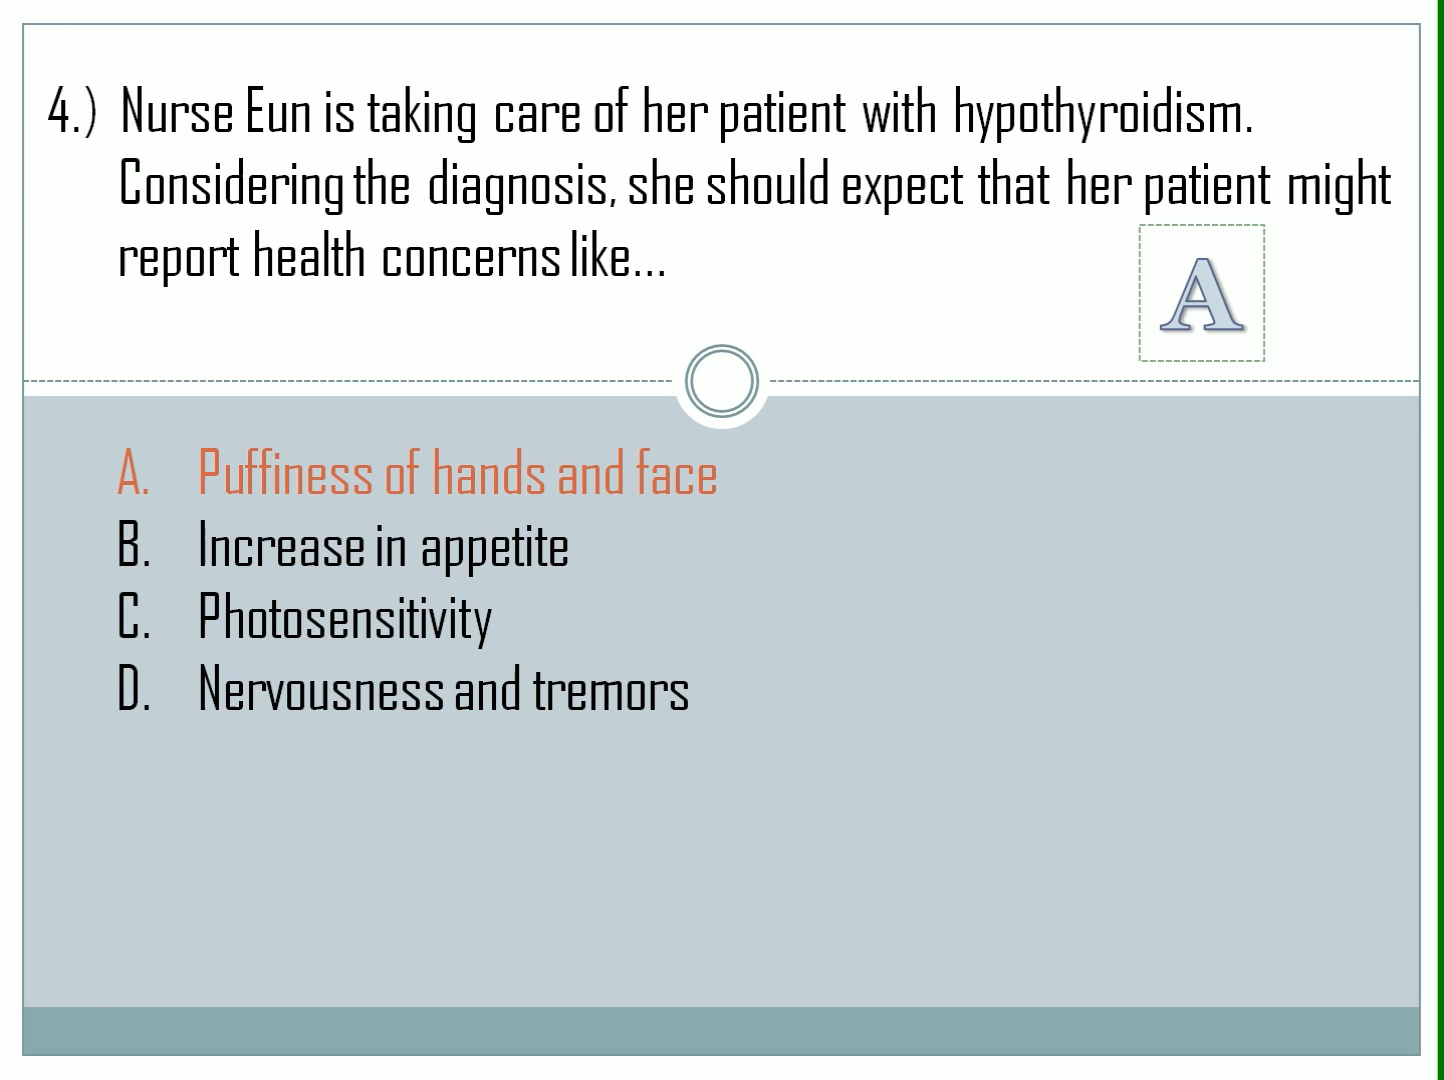 4.) Nurse Eun is taking care of her patient with hypothyroidism.
Considering the diagnosis, she should expect that her patient might
report health concerns like...
A
A. Puffiness of hands and face
B. Increase in appetite
C. Photosensitivity
D. Nervousness and tremors